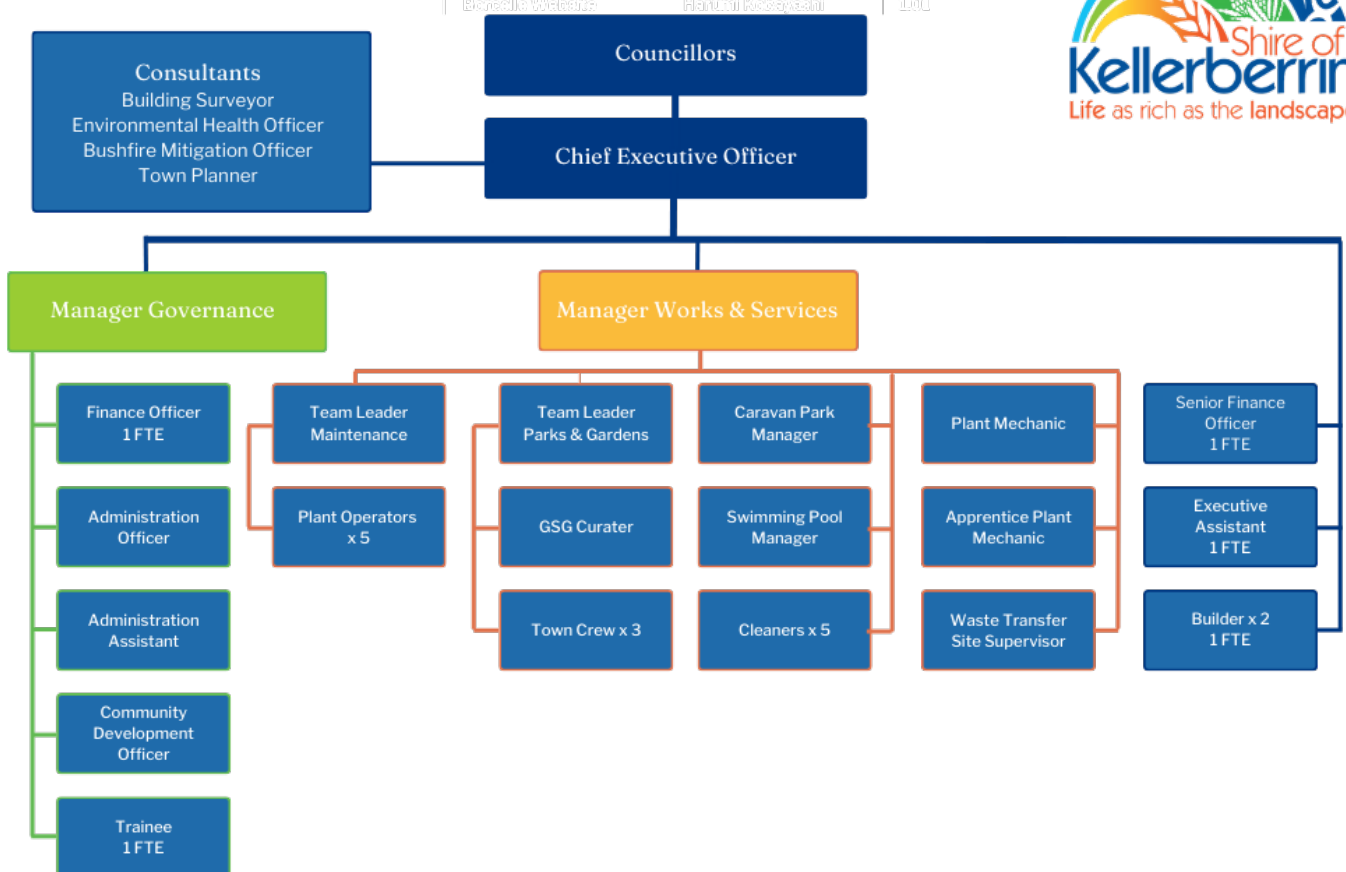 Councillors
Shire of
Consultants
Building Surveyor
Environmental Health Officer
Bushfire Mitigation Officer
Town Planner
Life as rich as the
Chief Executive Officer
Manager Governance
Manager Works & Services
Finance Officer
1 FTE
Team Leader
Maintenance
Team Leader
Parks & Gardens
Caravan Park
Manager
Plant Mechanic
Senior Finance
Officer
1 FTE
Administration
Officer
Plant Operators
x 5
GSG Curater
Swimming Pool
Manager
Apprentice Plant
Mechanic
Executive
Assistant
1 FTE
Administration
Assistant
Town Crew x 3
Cleaners x 5
Waste Transfer
Site Supervisor
Builder x 2
1 FTE
Community
Development
Officer
Trainee
1 FTE